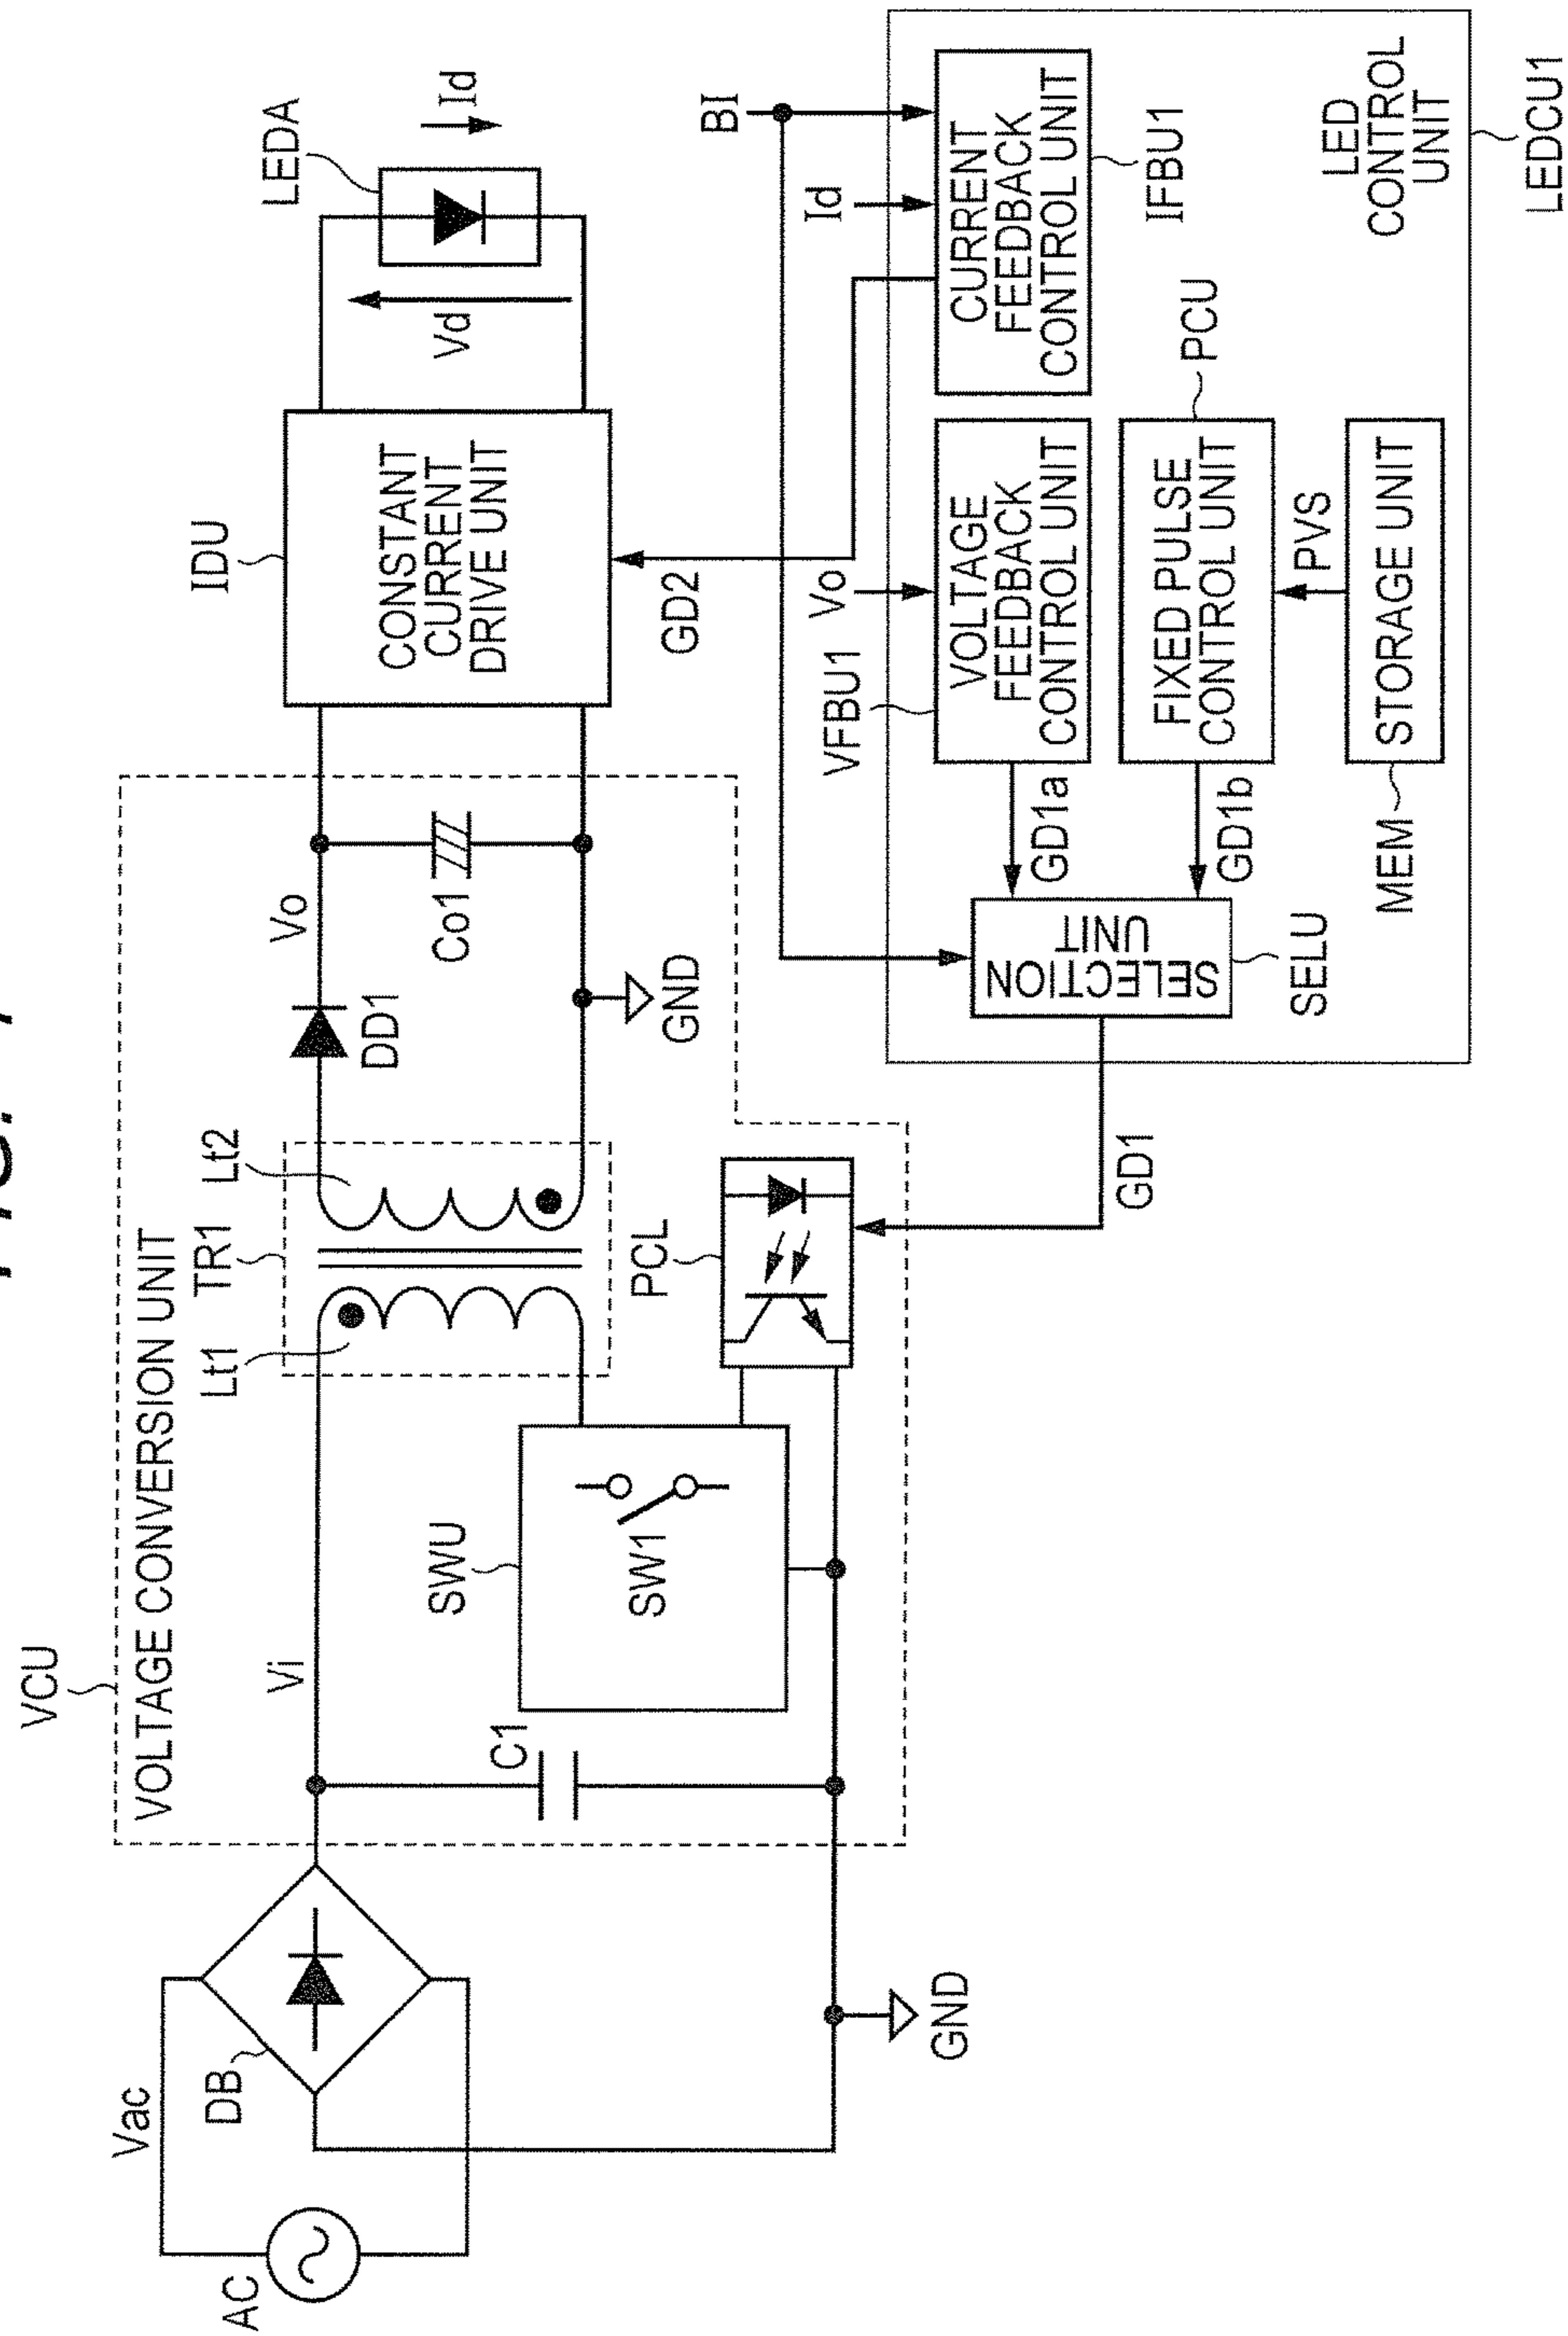 VCU
VOLTAGE CONVERSION UNIT
AC
Vac
DB
GND
Vi
C1
SWU
SW1
Lt1
TR1
Lt2
PCL
DD1
Vo
Co1
GND
IDU
CONSTANT
CURRENT
DRIVE UNIT
LEDA
Id
Vd
GD2
BI
Id
Vo
VFBU1
VOLTAGE
FEEDBACK
CONTROL UNIT
CURRENT
FEEDBACK
CONTROL UNIT
IFBU1
GD1a
SELECTION
UNIT
SELU
GD1b
FIXED PULSE
CONTROL UNIT
PCU
PVS
STORAGE UNIT
MEM
GD1
LED
CONTROL
UNIT
LEDCU1